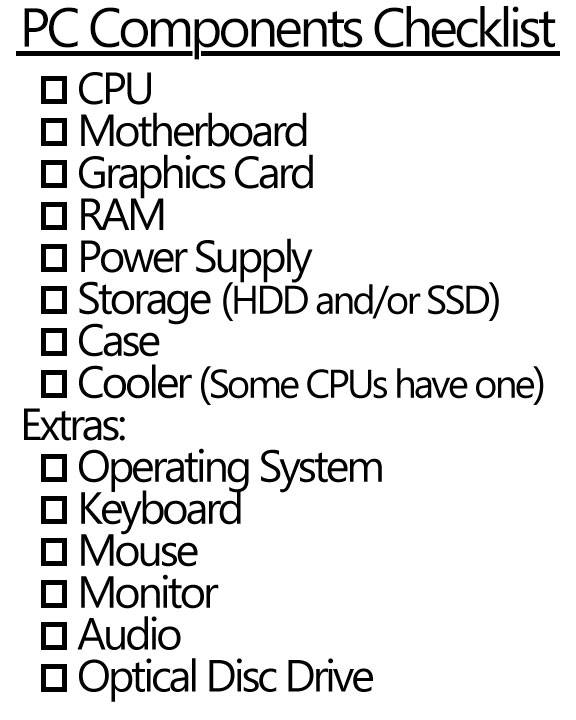 PC Components Checklist
CPU
Motherboard
Graphics Card
RAM
Power Supply
Storage (HDD and/or SSD)
Case
Cooler (Some CPUs have one)
Extras:
Operating System
Keyboard
Mouse
Monitor
Audio
Optical Disc Drive